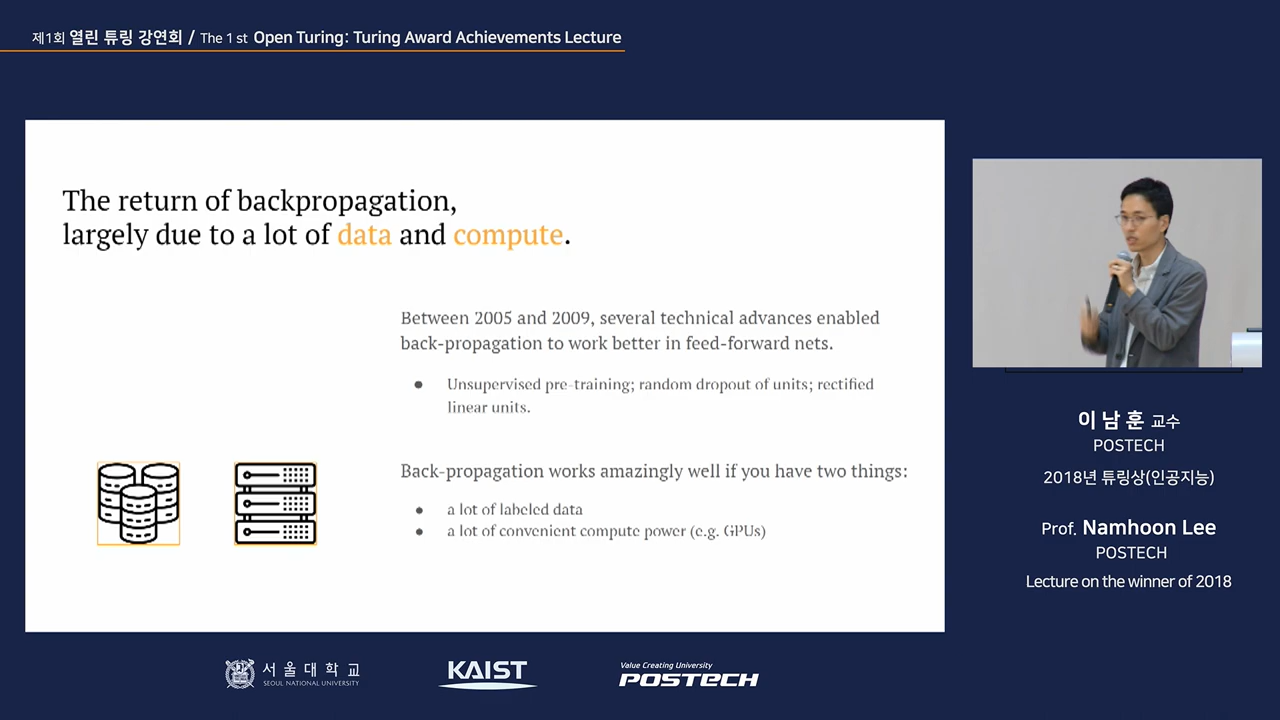 제1회 열린 튜링 강연회 / The 1 st Open Turing: Turing Award Achievements Lecture
The return of backpropagation,
largely due to a lot of data and compute.
Between 2005 and 2009, several technical advances enabled
back-propagation to work better in feed-forward nets.
● Unsupervised pre-training; random dropout of units; rectified
linear units.
Back-propagation works amazingly well if you have two things:
● a lot of labeled data
● a lot of convenient compute power (e.g. GPUs)
이 남 훈 교수
POSTECH
2018년 튜링상(인공지능)
Prof. Namhoon Lee
POSTECH
Lecture on the winner of 2018
서울대학교
SEOUL NATIONAL UNIVERSITY
KAIST
Value Creating University
POSTECH